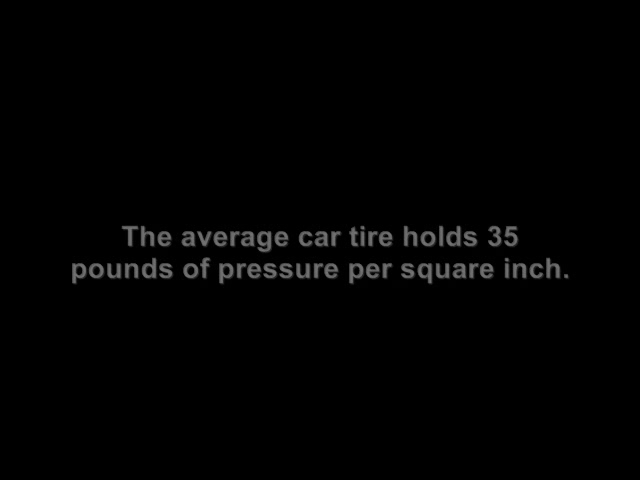 The average car tire holds 35
pounds of pressure per square inch.